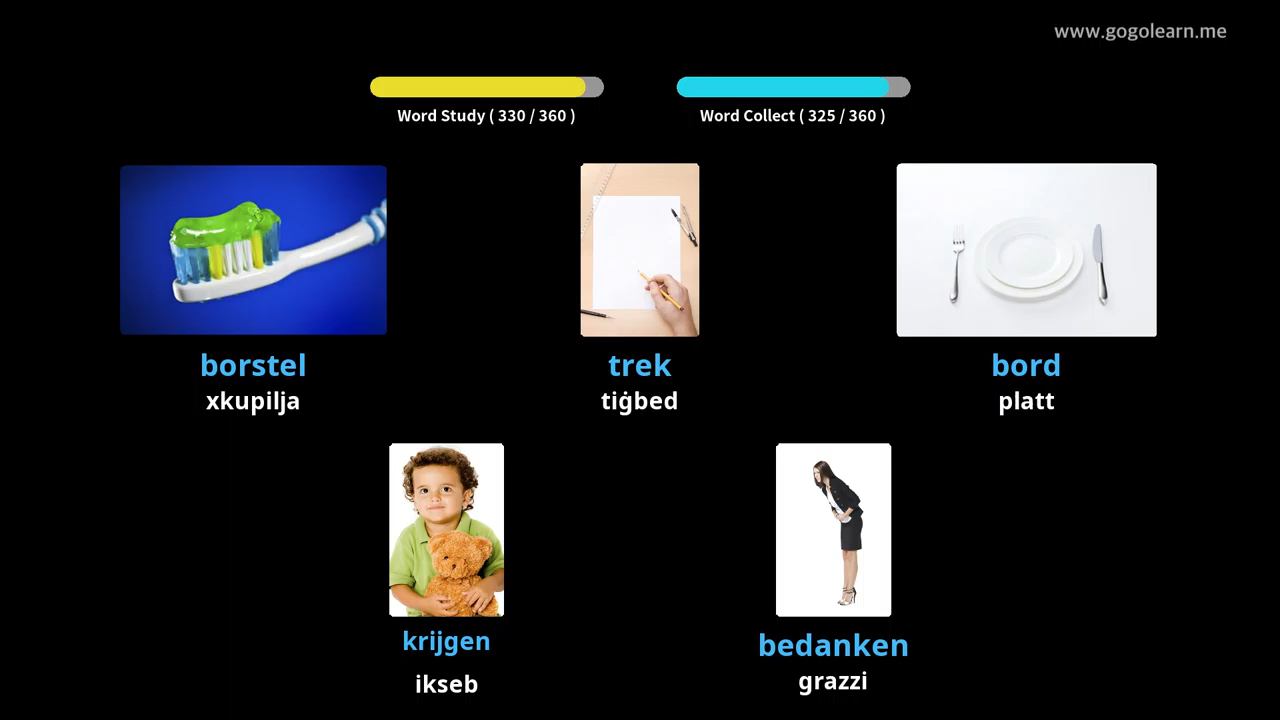 www.gogolearn.me
Word Study ( 330 / 360 )
Word Collect ( 325 / 360 )
borstel
xkupilja
trek
tiġbed
bord
platt
krijgen
ikseb
bedanken
grazzi